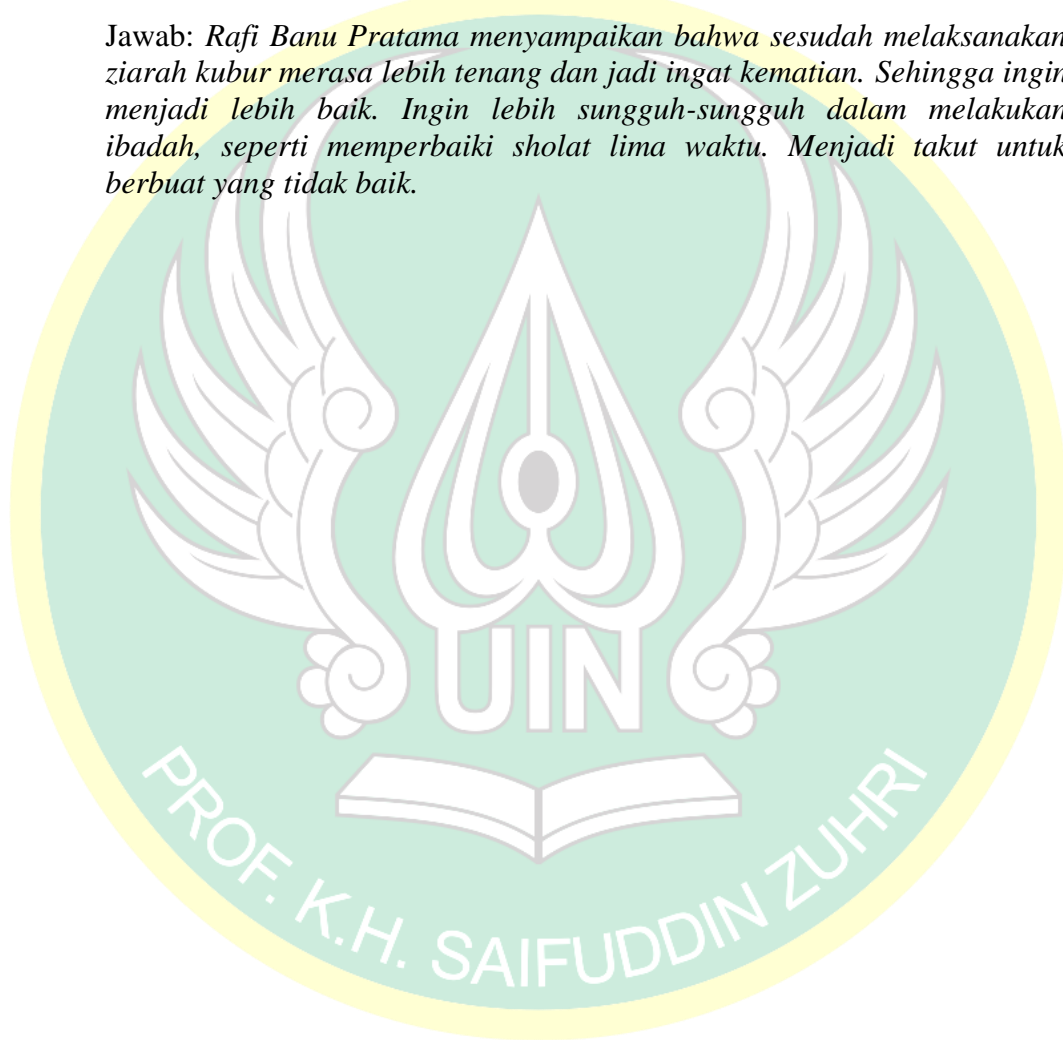 Jawab: Rafi Banu Pratama menyampaikan bahwa sesudah melaksanakan
ziarah kubur merasa lebih tenang dan jadi ingat kematian. Sehingga ingin
menjadi lebih baik. Ingin lebih sungguh-sungguh dalam melakukan
ibadah, seperti memperbaiki sholat lima waktu. Menjadi takut untuk
berbuat yang tidak baik.
UIN
PROF. K.H. SAIFUDDIN ZUHRI